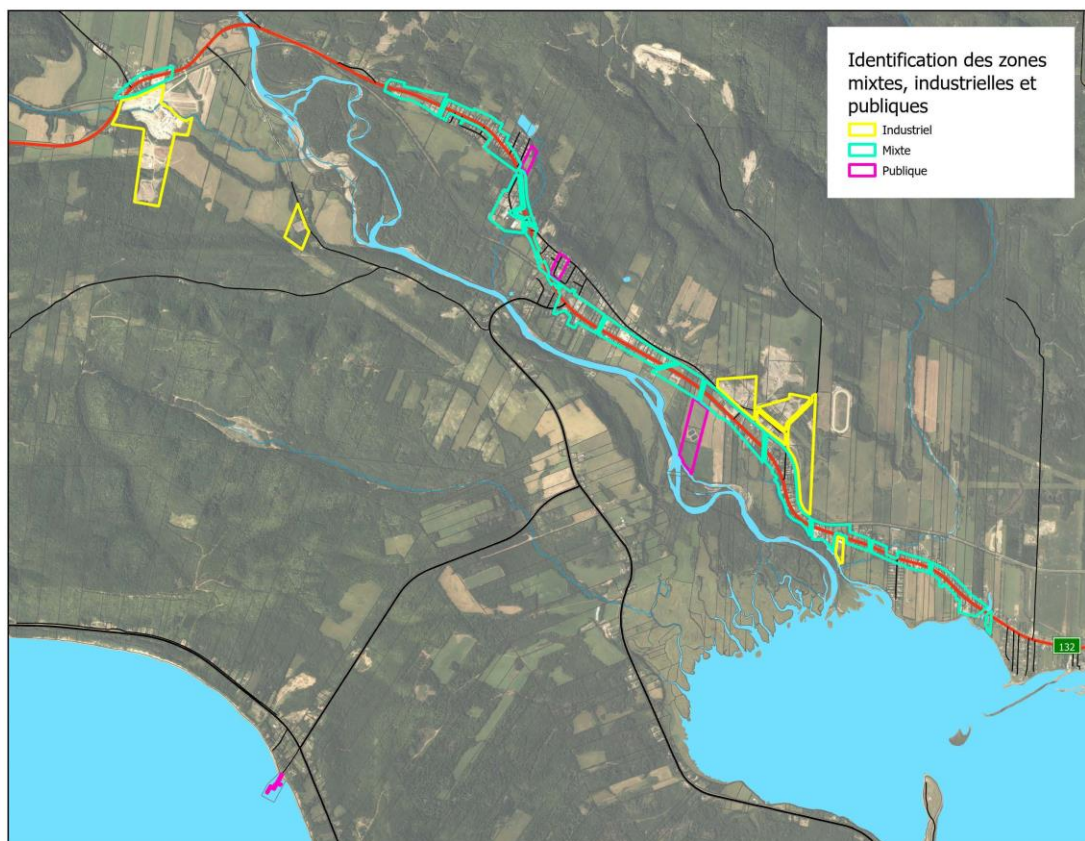 Identification des zones
mixtes, industrielles et
publiques
Industriel
Mixte
Publique
132